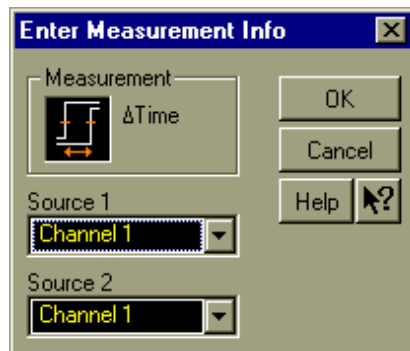 Enter Measurement Info
Measurement
ΔTime
OK
Cancel
Help
?
Source 1
Channel 1
Source 2
Channel 1